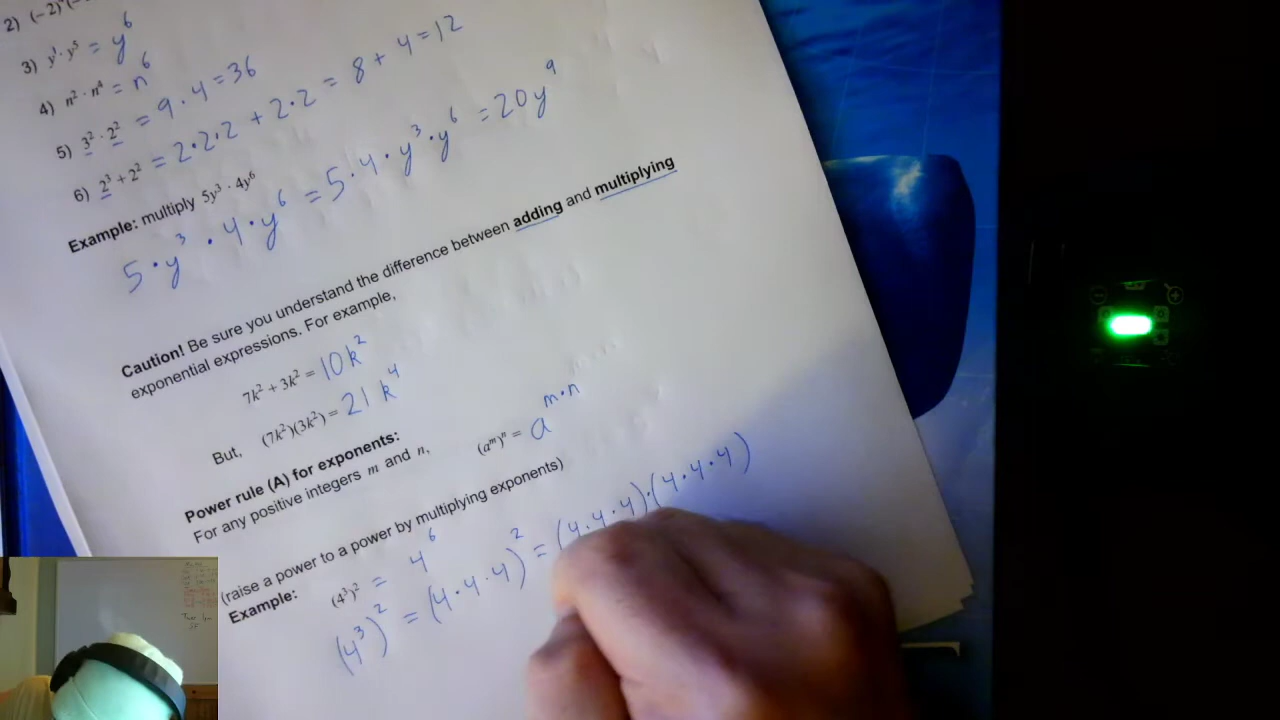 2) (-2)
3) y¹ · y⁵ = y⁶
4) n² · n⁴ = n⁶
5) 3² · 2² = 9 · 4 = 36
6) 2³ + 2² = 2 · 2 · 2 + 2 · 2 = 8 + 4 = 12
Example: multiply 5y³ · 4y⁶
5 · y³ · 4 · y⁶ = 5 · 4 · y³ · y⁶ = 20y⁹
Caution! Be sure you understand the difference between adding and multiplying
exponential expressions. For example,
7k² + 3k² = 10k²
But, (7k²)(3k²) = 21k⁴
Power rule (A) for exponents:
For any positive integers m and n, (aᵐ)ⁿ = a^(m·n)
(raise a power to a power by multiplying exponents)
Example: (4³)² = 4⁶
(4³)² = (4 · 4 · 4)² = (4 · 4 · 4) · (4 · 4 · 4)